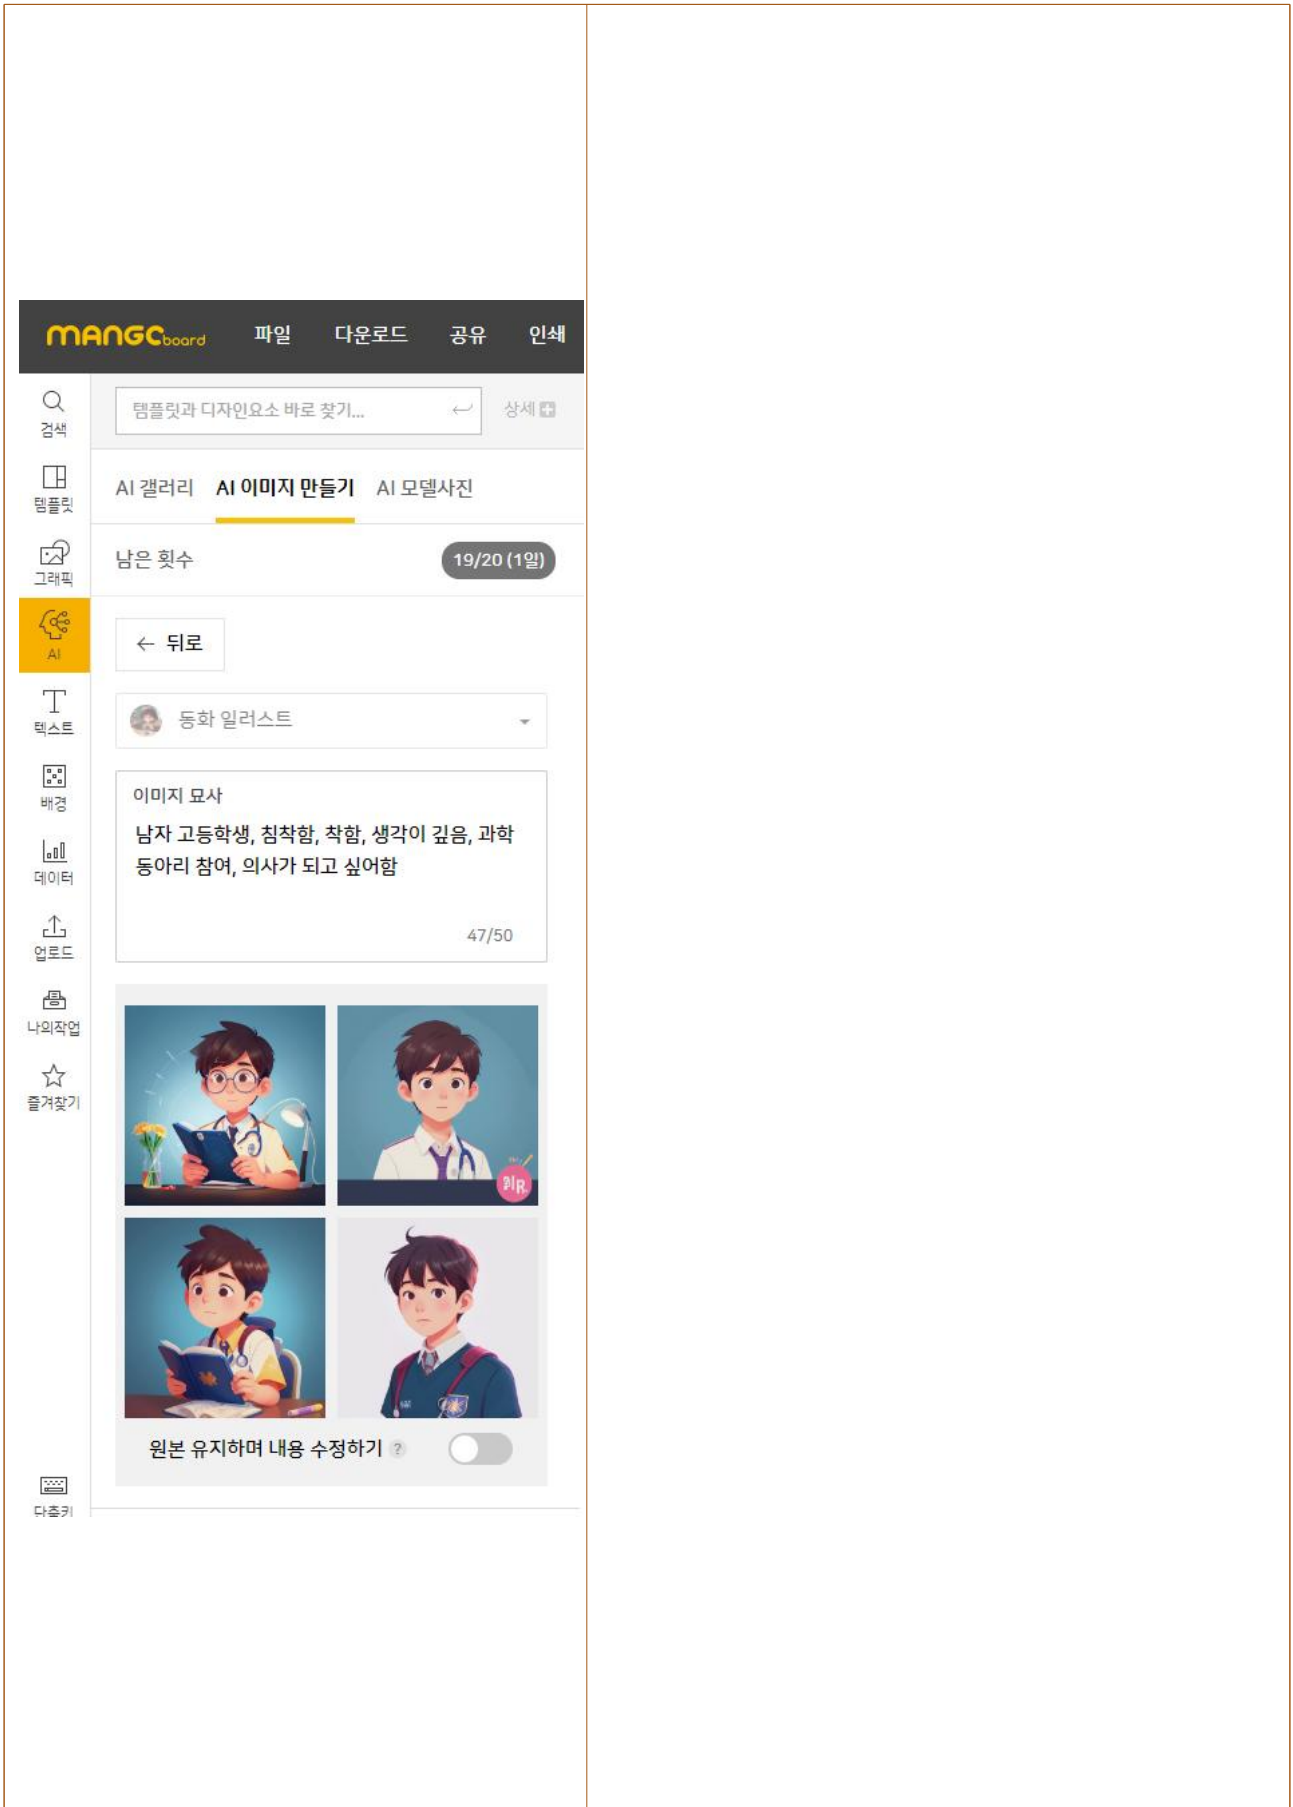 MANGCboard 파일 다운로드 공유 인쇄
템플릿과 디자인요소 바로 찾기... 상세
검색
템플릿
그래픽
AI
텍스트
배경
데이터
업로드
나의작업
즐겨찾기
단축키
AI 갤러리 AI 이미지 만들기 AI 모델사진
남은 횟수 19/20 (1일)
← 뒤로
동화 일러스트
이미지 묘사
남자 고등학생, 침착함, 착함, 생각이 깊음, 과학
동아리 참여, 의사가 되고 싶어함
47/50
원본 유지하며 내용 수정하기 ?